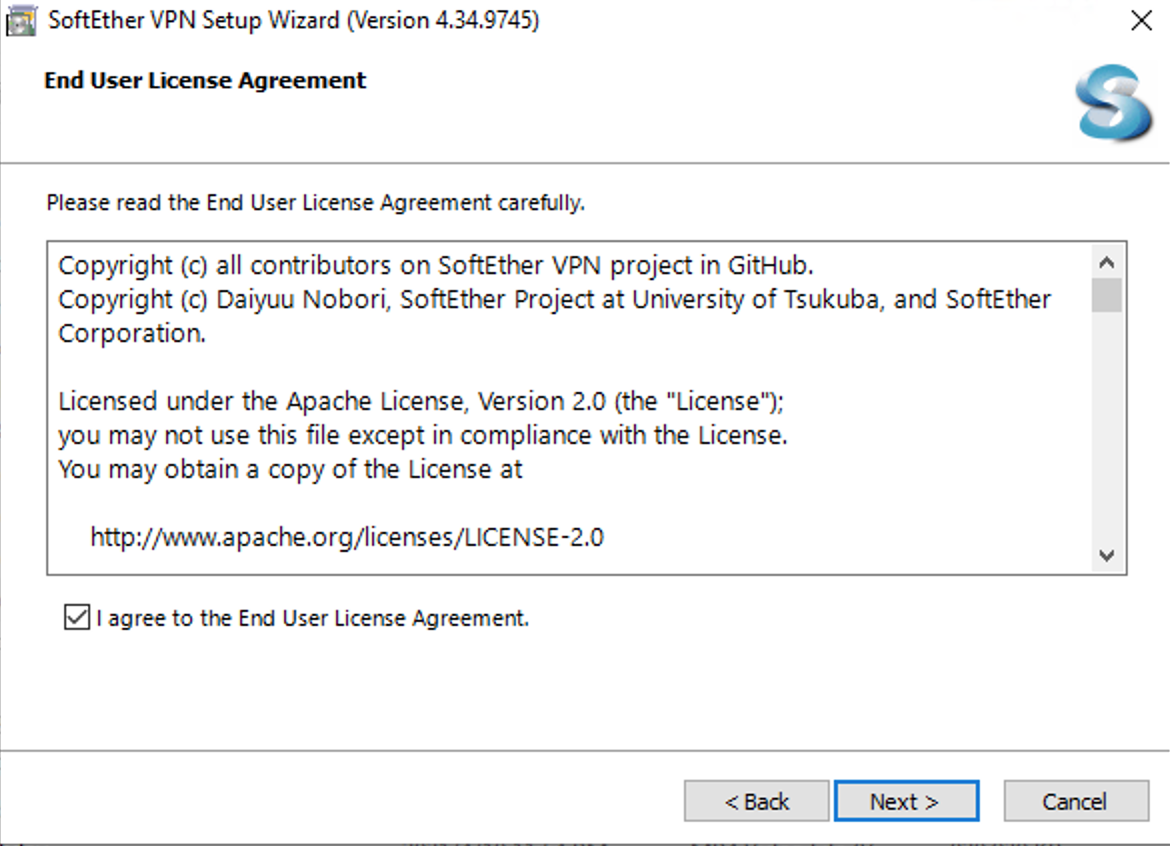 SoftEther VPN Setup Wizard (Version 4.34.9745)
End User License Agreement
Please read the End User License Agreement carefully.
Copyright (c) all contributors on SoftEther VPN project in GitHub.
Copyright (c) Daiyuu Nobori, SoftEther Project at University of Tsukuba, and SoftEther
Corporation.
Licensed under the Apache License, Version 2.0 (the "License");
you may not use this file except in compliance with the License.
You may obtain a copy of the License at
http://www.apache.org/licenses/LICENSE-2.0
I agree to the End User License Agreement.
< Back Next > Cancel